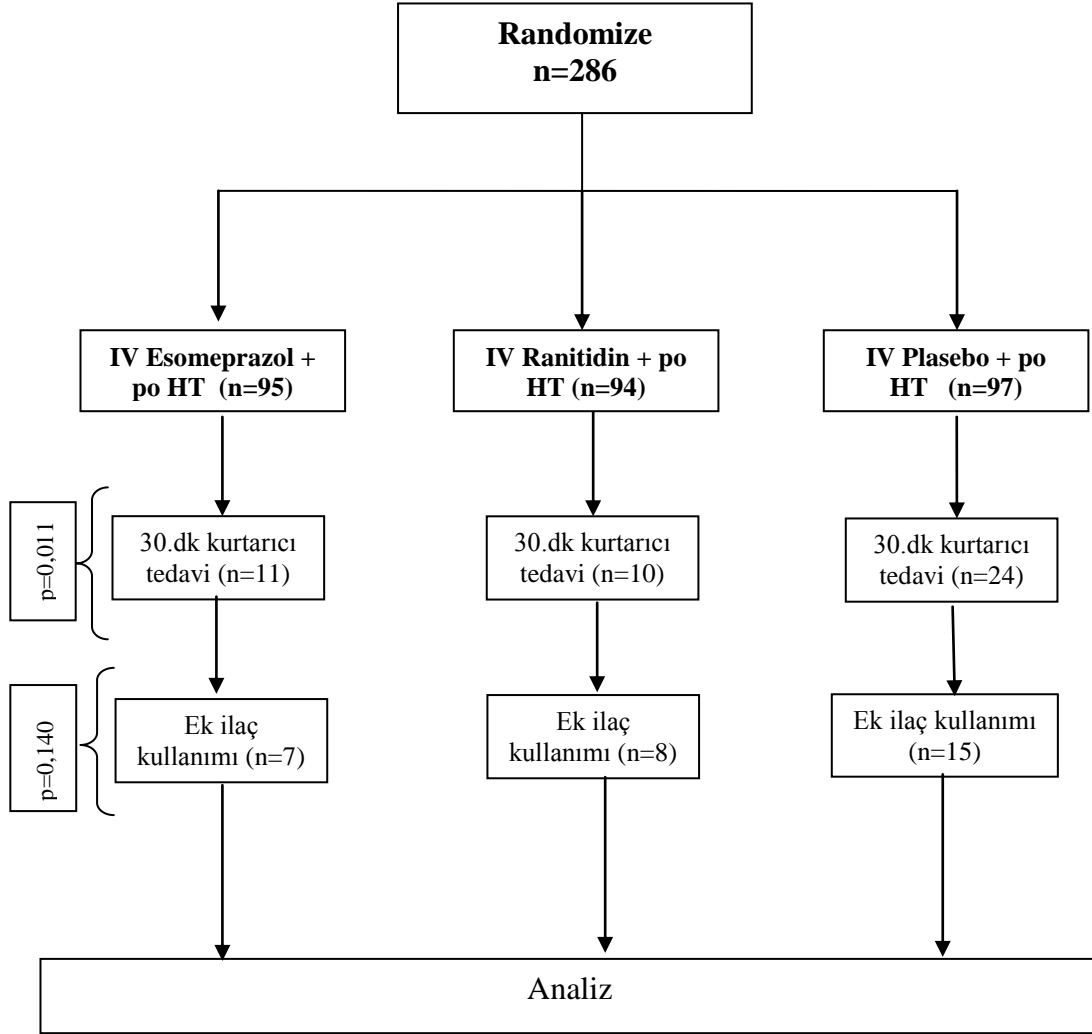 Randomize
n=286
IV Esomeprazol +
po HT (n=95)
IV Ranitidin + po
HT (n=94)
IV Plasebo + po
HT (n=97)
p=0,011
30.dk kurtarıcı
tedavi (n=11)
30.dk kurtarıcı
tedavi (n=10)
30.dk kurtarıcı
tedavi (n=24)
p=0,140
Ek ilaç
kullanımı (n=7)
Ek ilaç
kullanımı (n=8)
Ek ilaç kullanımı
(n=15)
Analiz